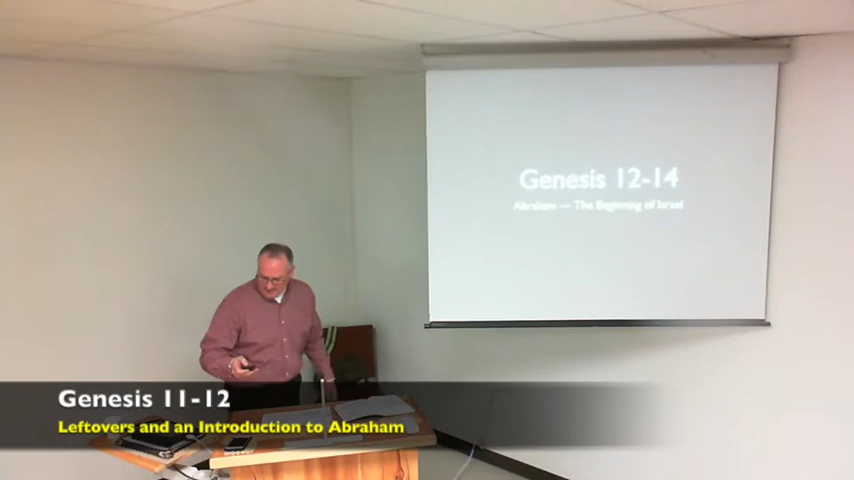 Genesis 12-14
Abraham — The Beginning of Israel
Genesis 11-12
Leftovers and an Introduction to Abraham